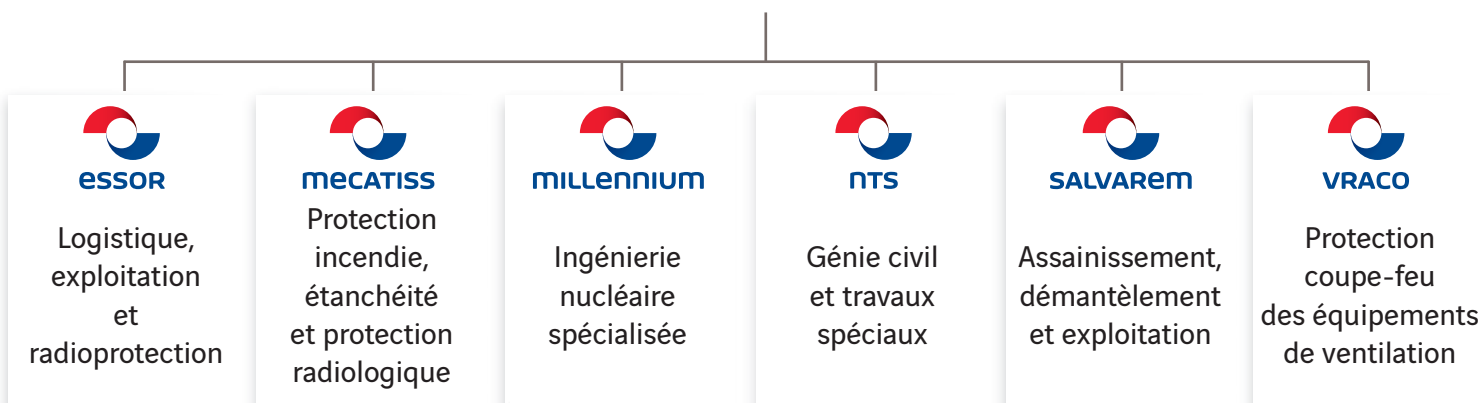 essor
Logistique,
exploitation
et
radioprotection
mecatiss
Protection
incendie,
étanchéité
et protection
radiologique
millennium
Ingénierie
nucléaire
spécialisée
nts
Génie civil
et travaux
spéciaux
salvarem
Assainissement,
démantèlement
et exploitation
vraco
Protection
coupe-feu
des équipements
de ventilation